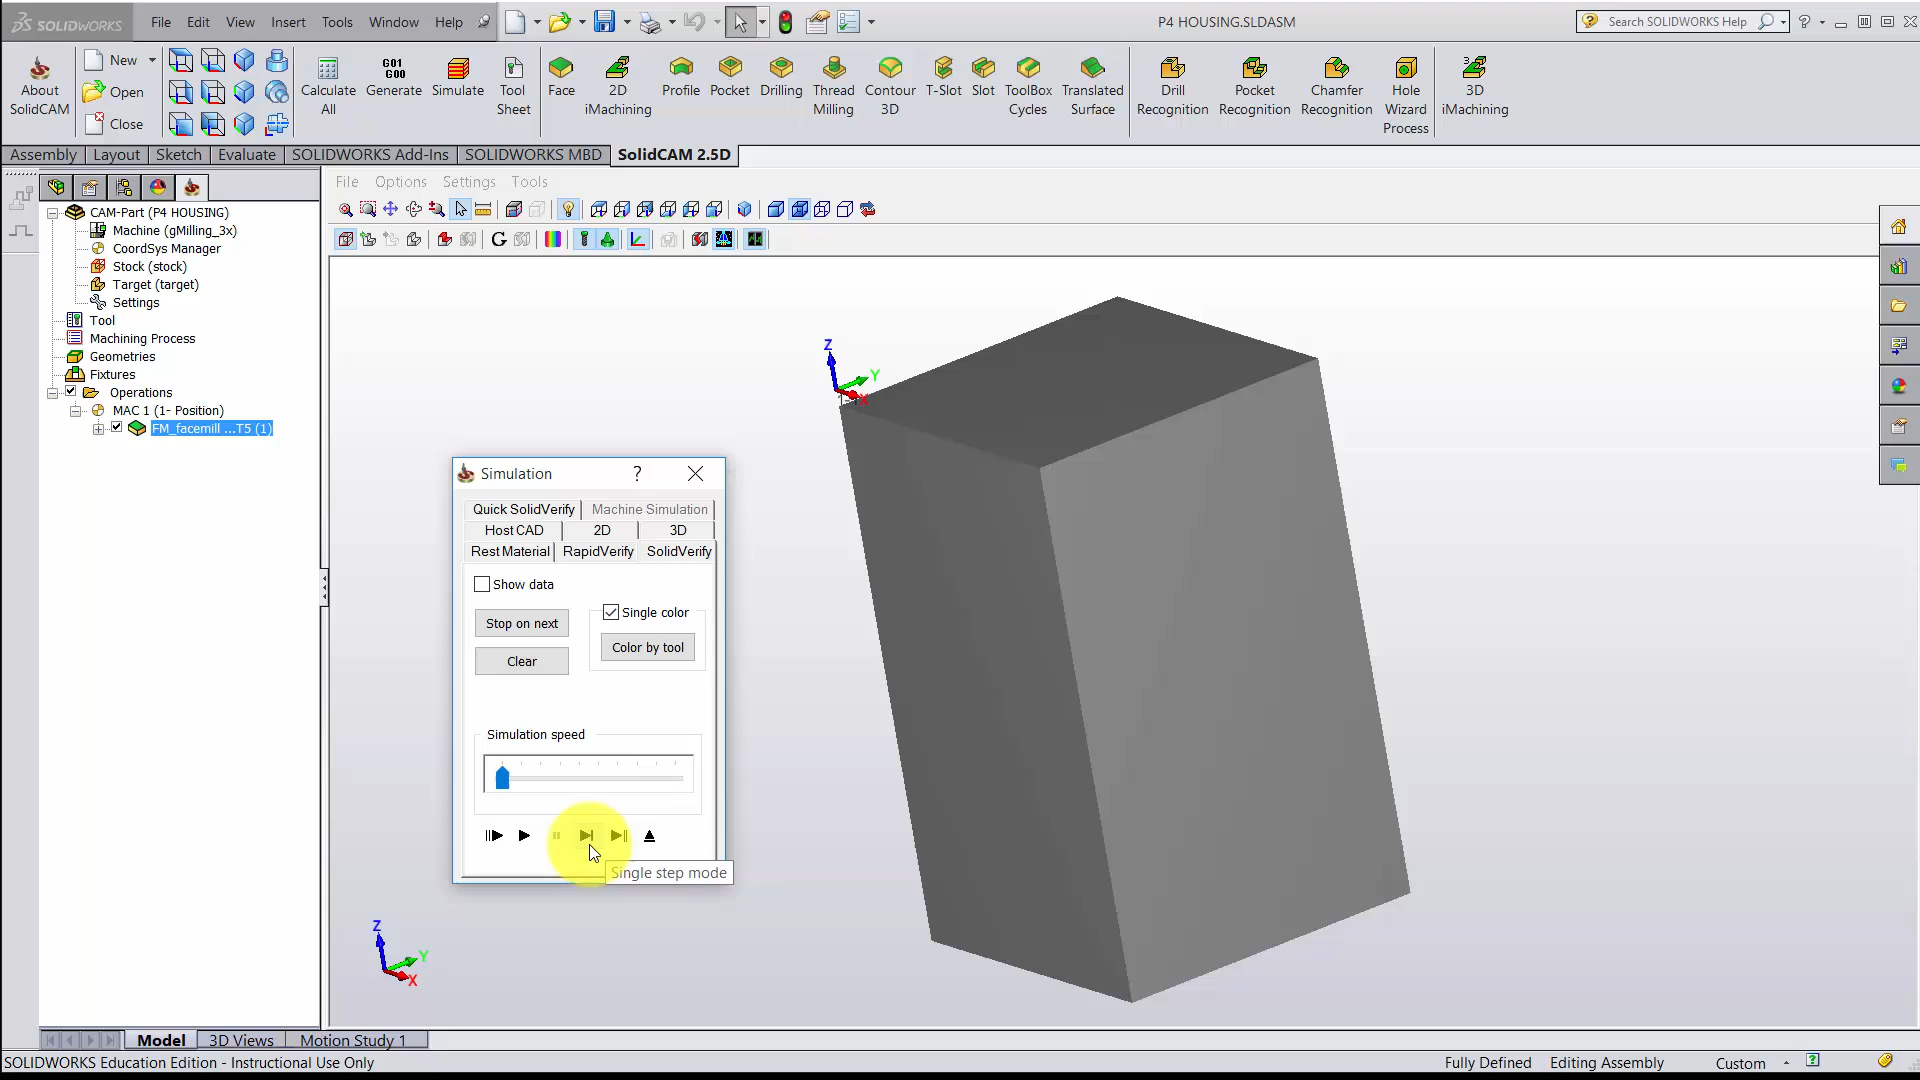 SOLIDWORKS File Edit View Insert Tools Window Help P4 HOUSING.SLDASM Search SOLIDWORKS Help ?
About SolidCAM
New
Open
Close
Calculate All
G01 G00
Generate
Simulate
Tool Sheet
Face
2D iMachining
Profile
Pocket
Drilling
Thread Milling
Contour 3D
T-Slot
Slot
ToolBox Cycles
Translated Surface
Drill Recognition
Pocket Recognition
Chamfer Recognition
Hole Wizard Process
3D iMachining
Assembly Layout Sketch Evaluate SOLIDWORKS Add-Ins SOLIDWORKS MBD SolidCAM 2.5D
File Options Settings Tools
CAM-Part (P4 HOUSING)
Machine (gMilling_3x)
CoordSys Manager
Stock (stock)
Target (target)
Settings
Tool
Machining Process
Geometries
Fixtures
Operations
MAC 1 (1- Position)
FM_facemill ...T5 (1)
Z
Y
X
Simulation ?
Quick SolidVerify Machine Simulation
Host CAD 2D 3D
Rest Material RapidVerify SolidVerify
Show data
Single color
Stop on next
Color by tool
Clear
Simulation speed
Single step mode
Z
Y
X
Model 3D Views Motion Study 1
SOLIDWORKS Education Edition - Instructional Use Only Fully Defined Editing Assembly Custom ?